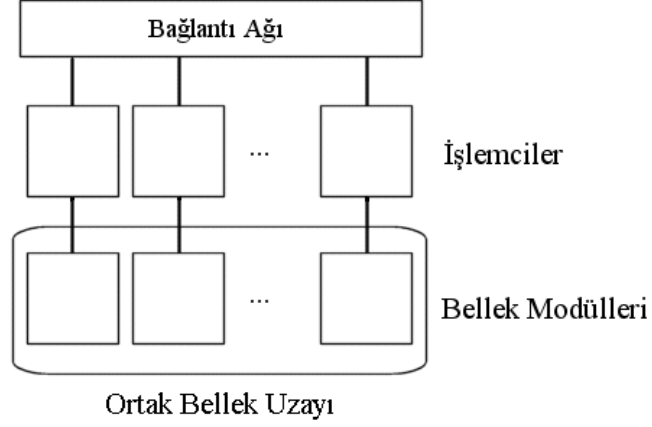 Bağlantı Ağı
...
İşlemciler
...
Bellek Modülleri
Ortak Bellek Uzayı